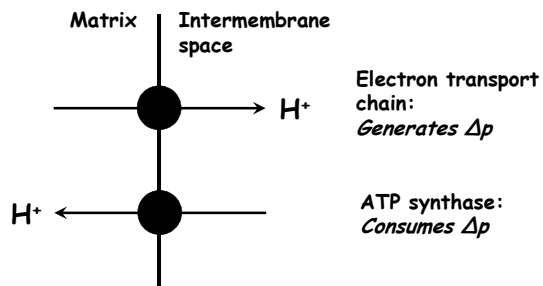 Matrix
Intermembrane
space
H⁺
Electron transport
chain:
Generates Δp
H⁺
ATP synthase:
Consumes Δp